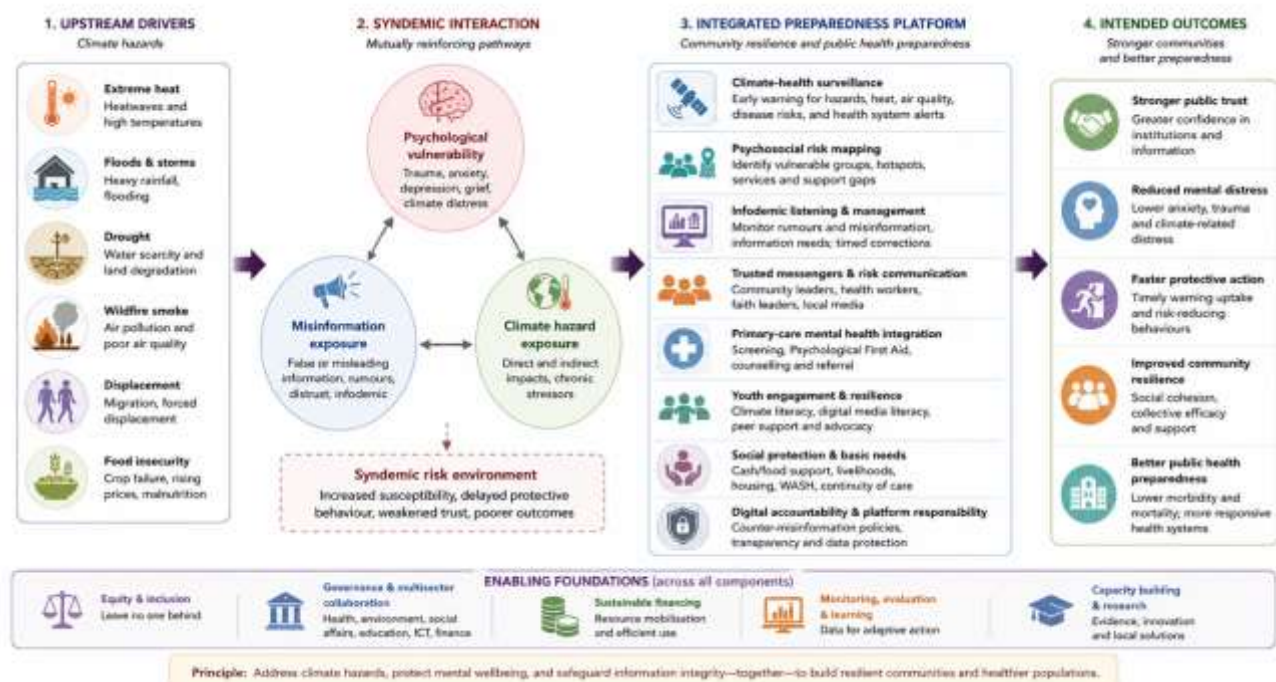 1. UPSTREAM DRIVERS
Climate hazards
Extreme heat
Heatwaves and
high temperatures
Floods & storms
Heavy rainfall,
flooding
Drought
Water scarcity and
land degradation
Wildfire smoke
Air pollution and
poor air quality
Displacement
Migration, forced
displacement
Food insecurity
Crop failure, rising
prices, malnutrition
2. SYNDEMIC INTERACTION
Mutually reinforcing pathways
Psychological
vulnerability
Trauma, anxiety,
depression, grief,
climate distress
Misinformation
exposure
False or misleading
information, rumours,
distrust, infodemic
Climate hazard
exposure
Direct and indirect
impacts, chronic
stressors
Syndemic risk environment
Increased susceptibility, delayed protective
behaviour, weakened trust, poorer outcomes
3. INTEGRATED PREPAREDNESS PLATFORM
Community resilience and public health preparedness
Climate-health surveillance
Early warning for hazards, heat, air quality,
disease risks, and health system alerts
Psychosocial risk mapping
Identify vulnerable groups, hotspots,
services and support gaps
Infodemic listening & management
Monitor rumours and misinformation,
information needs; timed corrections
Trusted messengers & risk communication
Community leaders, health workers,
faith leaders, local media
Primary-care mental health integration
Screening, Psychological First Aid,
counselling and referral
Youth engagement & resilience
Climate literacy, digital media literacy,
peer support and advocacy
Social protection & basic needs
Cash/food support, livelihoods,
housing, WASH, continuity of care
Digital accountability & platform responsibility
Counter-misinformation policies,
transparency and data protection
4. INTENDED OUTCOMES
Stronger communities
and better preparedness
Stronger public trust
Greater confidence in
institutions and
information
Reduced mental distress
Lower anxiety, trauma
and climate-related
distress
Faster protective action
Timely warning uptake
and risk-reducing
behaviours
Improved community
resilience
Social cohesion,
collective efficacy
and support
Better public health
preparedness
Lower morbidity and
mortality; more responsive
health systems
ENABLING FOUNDATIONS (across all components)
Equity & inclusion
Leave no one behind
Governance & multisector
collaboration
Health, environment, social
affairs, education, ICT, finance
Sustainable financing
Resource mobilisation
and efficient use
Monitoring, evaluation
& learning
Data for adaptive action
Capacity building
& research
Evidence, innovation
and local solutions
Principle: Address climate hazards, protect mental wellbeing, and safeguard information integrity—together—to build resilient communities and healthier populations.